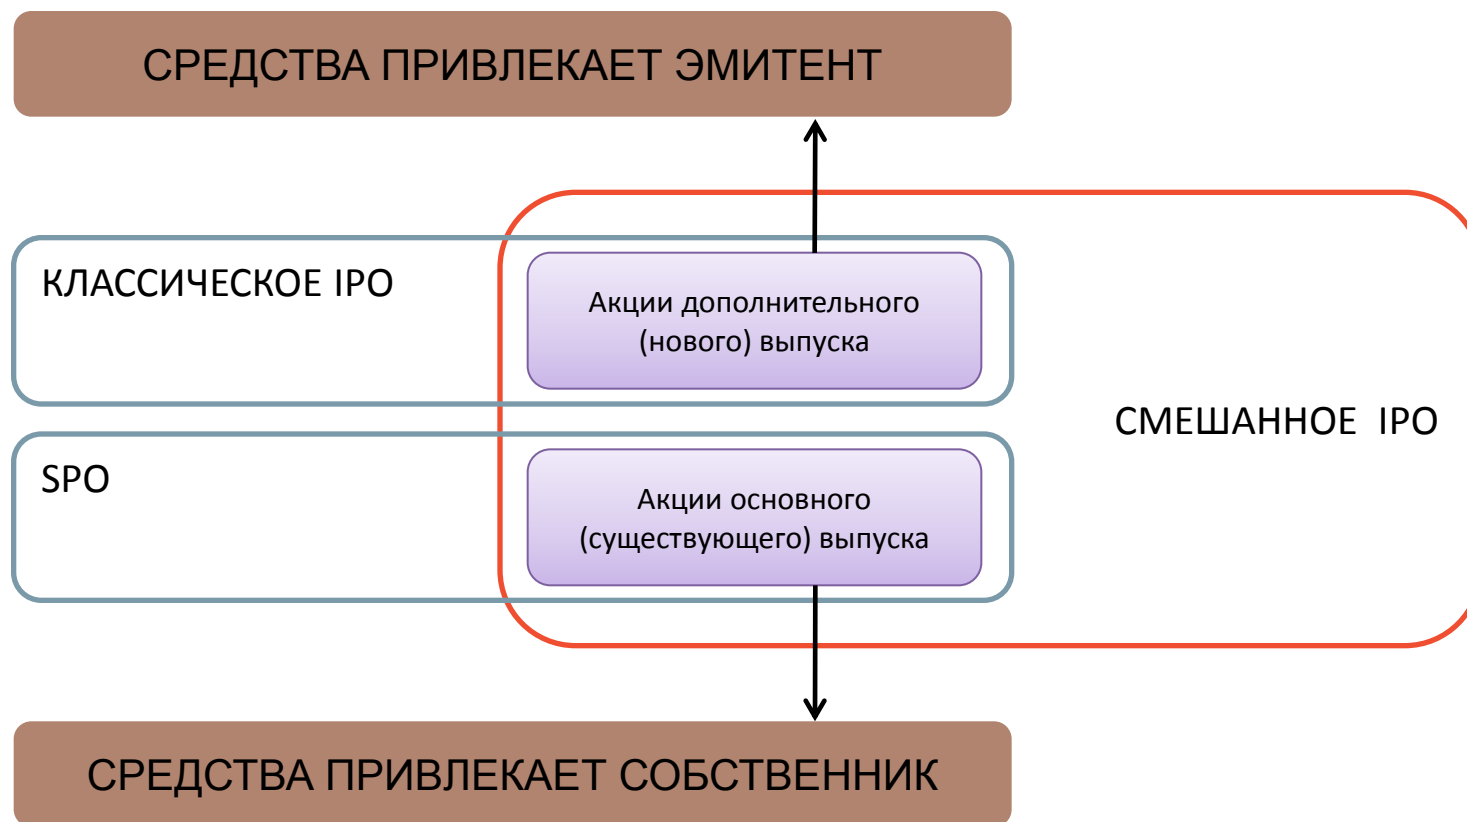 СРЕДСТВА ПРИВЛЕКАЕТ ЭМИТЕНТ
КЛАССИЧЕСКОЕ IPO
Акции дополнительного
(нового) выпуска
СМЕШАННОЕ IPO
SPO
Акции основного
(существующего) выпуска
СРЕДСТВА ПРИВЛЕКАЕТ СОБСТВЕННИК